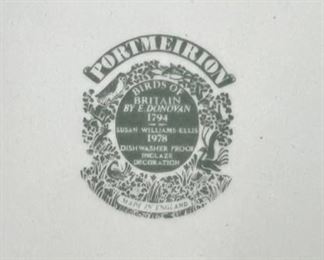 PORTMEIRION
BIRDS OF
BRITAIN
BY E. DONOVAN
1794
SUSAN WILLIAMS-ELLIS
1978
DISHWASHER PROOF
INGLAZE
DECORATION
MADE IN ENGLAND